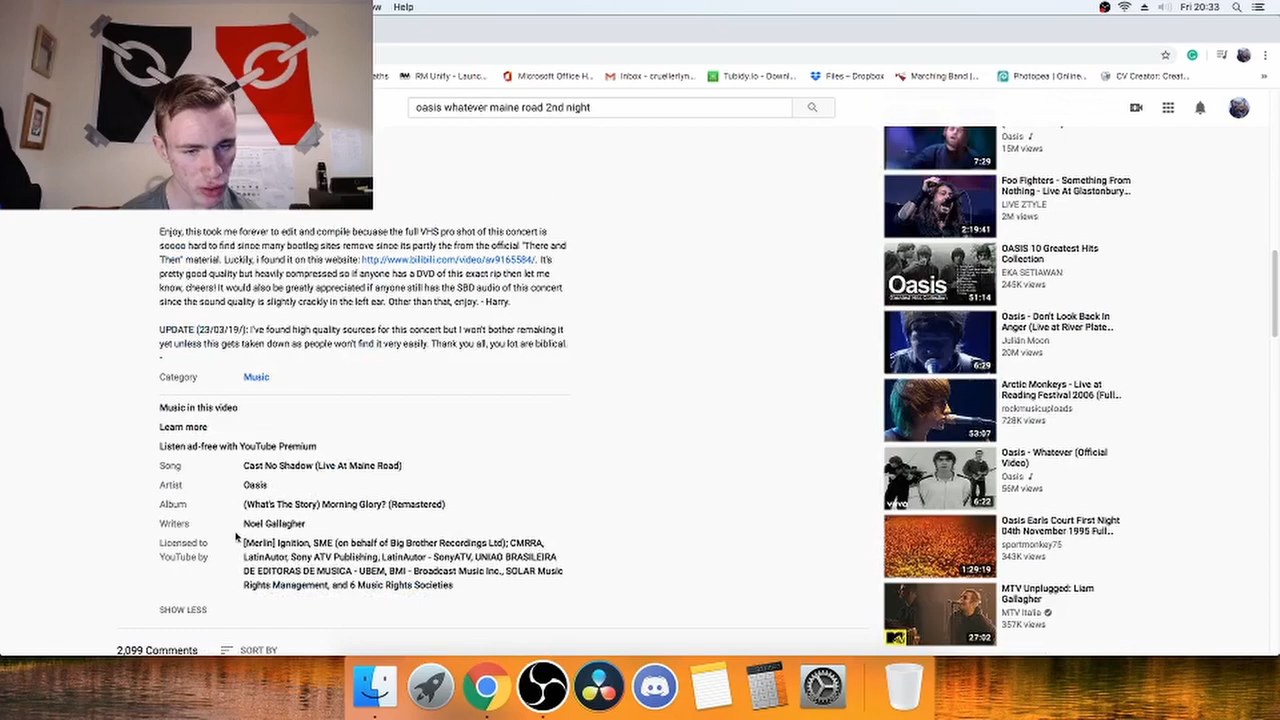 ow Help
Fri 20:33
aths RM Unify - Launc... Microsoft Office H... Inbox - cruellerlyn... Tubidy.io - Downl... Files – Dropbox Marching Band |... Photopea | Online... CV Creator: Creat... »
oasis whatever maine road 2nd night
Enjoy, this took me forever to edit and compile becuase the full VHS pro shot of this concert is
soooo hard to find since many bootleg sites remove since its partly the from the official "There and
Then" material. Luckily, i found it on this website: http://www.bilibili.com/video/av9165584/. It's
pretty good quality but heavily compressed so if anyone has a DVD of this exact rip then let me
know, cheers! It would also be greatly appreciated if anyone still has the SBD audio of this concert
since the sound quality is slightly crackly in the left ear. Other than that, enjoy. - Harry.
UPDATE (23/03/19/): I've found high quality sources for this concert but I won't bother remaking it
yet unless this gets taken down as people won't find it very easily. Thank you all, you lot are biblical.
-
Category Music
Music in this video
Learn more
Listen ad-free with YouTube Premium
Song Cast No Shadow (Live At Maine Road)
Artist Oasis
Album (What's The Story) Morning Glory? (Remastered)
Writers Noel Gallagher
Licensed to [Merlin] Ignition, SME (on behalf of Big Brother Recordings Ltd); CMRRA,
YouTube by LatinAutor, Sony ATV Publishing, LatinAutor - SonyATV, UNIAO BRASILEIRA
DE EDITORAS DE MUSICA - UBEM, BMI - Broadcast Music Inc., SOLAR Music
Rights Management, and 6 Music Rights Societies
SHOW LESS
2,099 Comments SORT BY
Oasis
15M views
7:29
Foo Fighters - Something From
Nothing - Live At Glastonbury...
LIVE ZTYLE
2M views
2:19:41
OASIS 10 Greatest Hits
Collection
EKA SETIAWAN
245K views
Oasis
51:14
Oasis - Don't Look Back In
Anger (Live at River Plate...
Julián Moon
20M views
6:29
Arctic Monkeys - Live at
Reading Festival 2006 (Full...
rockmusicuploads
728K views
53:07
Oasis - Whatever (Official
Video)
Oasis
56M views
vevo
6:22
Oasis Earls Court First Night
04th November 1995 Full...
sportmonkey75
343K views
1:29:19
MTV Unplugged: Liam
Gallagher
MTV Italia
357K views
27:02